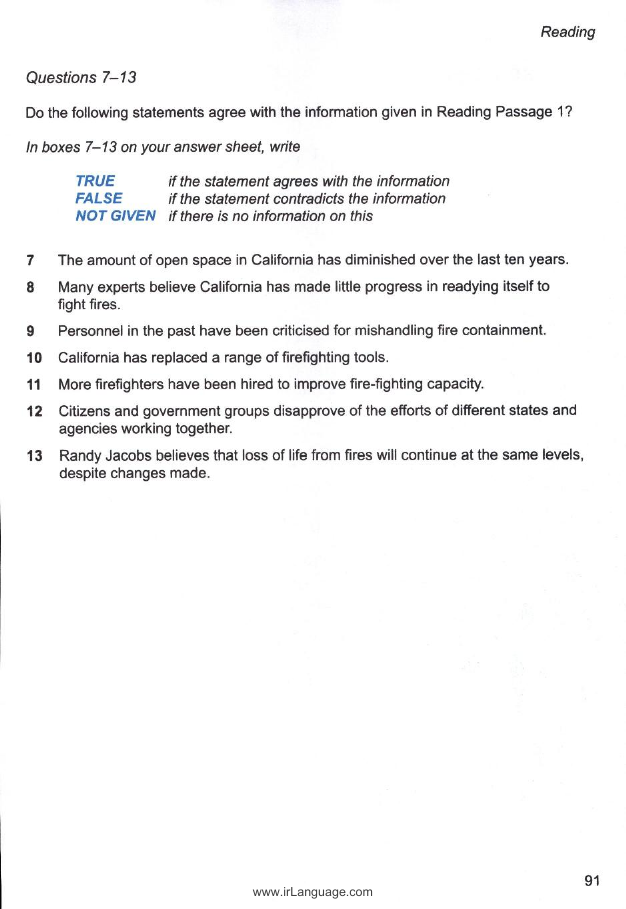 Reading
Questions 7–13
Do the following statements agree with the information given in Reading Passage 1?
In boxes 7–13 on your answer sheet, write
TRUE if the statement agrees with the information
FALSE if the statement contradicts the information
NOT GIVEN if there is no information on this
7 The amount of open space in California has diminished over the last ten years.
8 Many experts believe California has made little progress in readying itself to
fight fires.
9 Personnel in the past have been criticised for mishandling fire containment.
10 California has replaced a range of firefighting tools.
11 More firefighters have been hired to improve fire-fighting capacity.
12 Citizens and government groups disapprove of the efforts of different states and
agencies working together.
13 Randy Jacobs believes that loss of life from fires will continue at the same levels,
despite changes made.
91
www.irLanguage.com